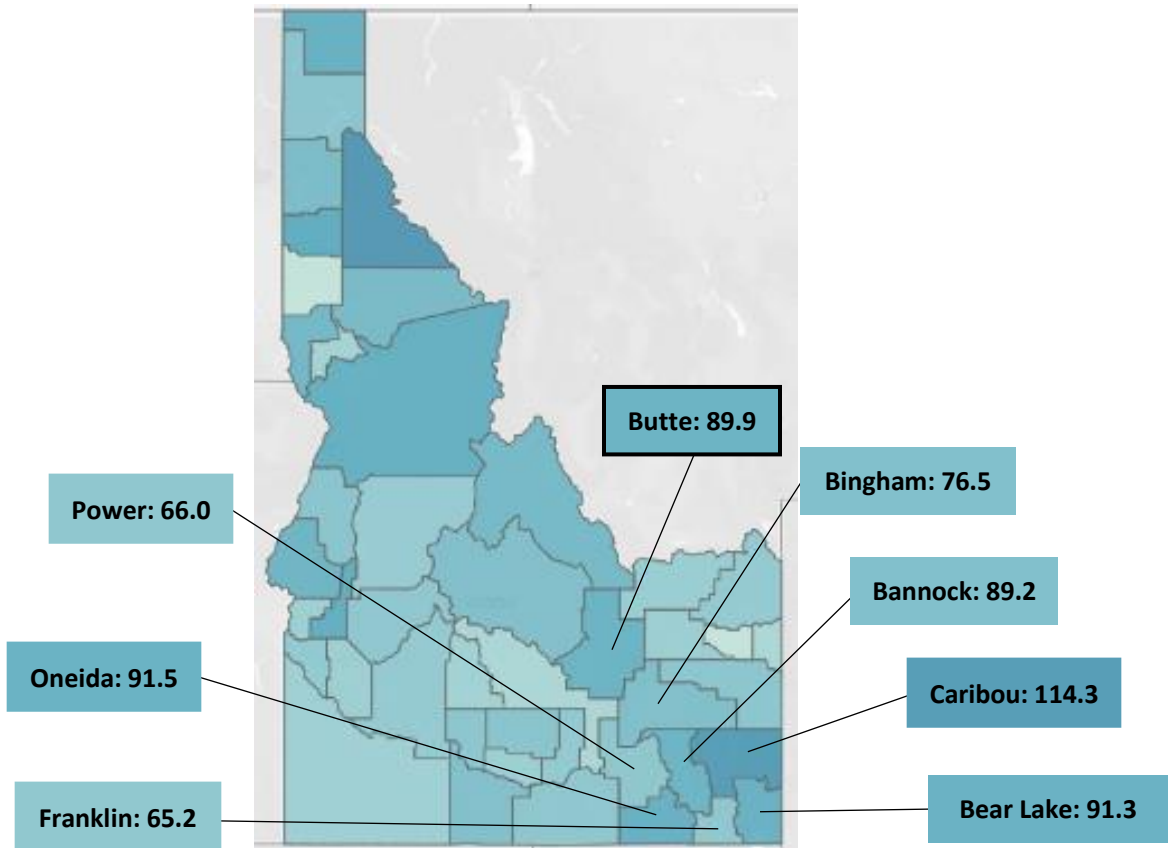 Butte: 89.9
Bingham: 76.5
Power: 66.0
Bannock: 89.2
Oneida: 91.5
Caribou: 114.3
Franklin: 65.2
Bear Lake: 91.3